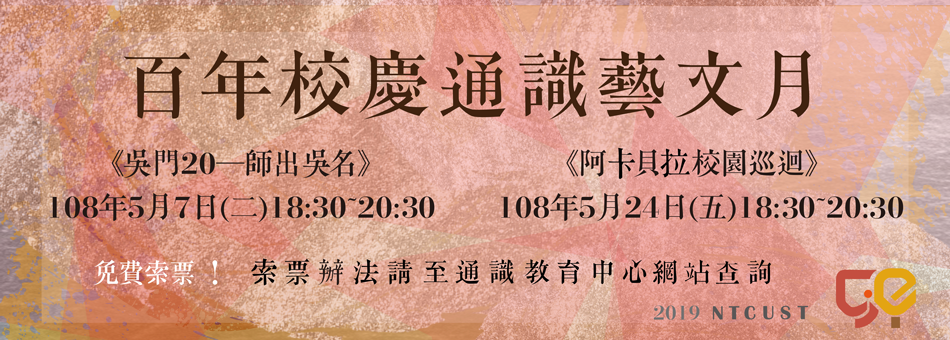 百年校慶通識藝文月
《吳門20—師出吳名》
108年5月7日(二)18:30~20:30
《阿卡貝拉校園巡迴》
108年5月24日(五)18:30~20:30
免費索票！ 索票辦法請至通識教育中心網站查詢
2019 NTCUST